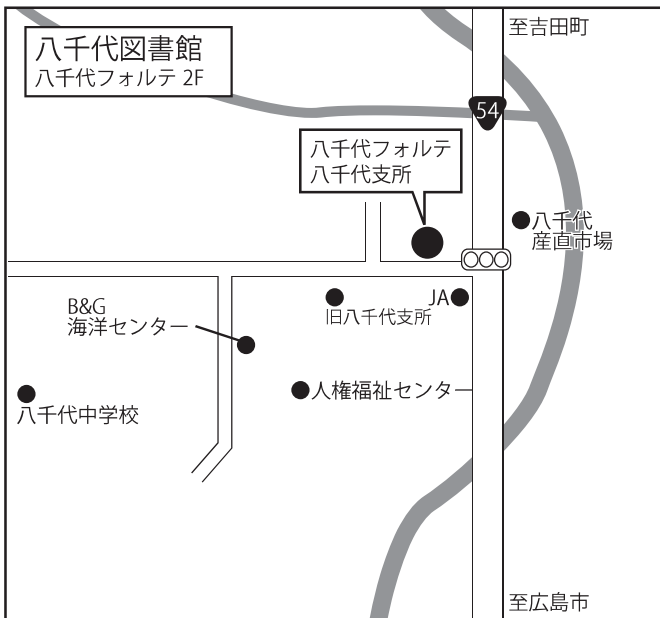 八千代図書館
八千代フォルテ 2F
至吉田町
54
八千代フォルテ
八千代支所
八千代
産直市場
B&G
海洋センター
旧八千代支所
JA
人権福祉センター
八千代中学校
至広島市